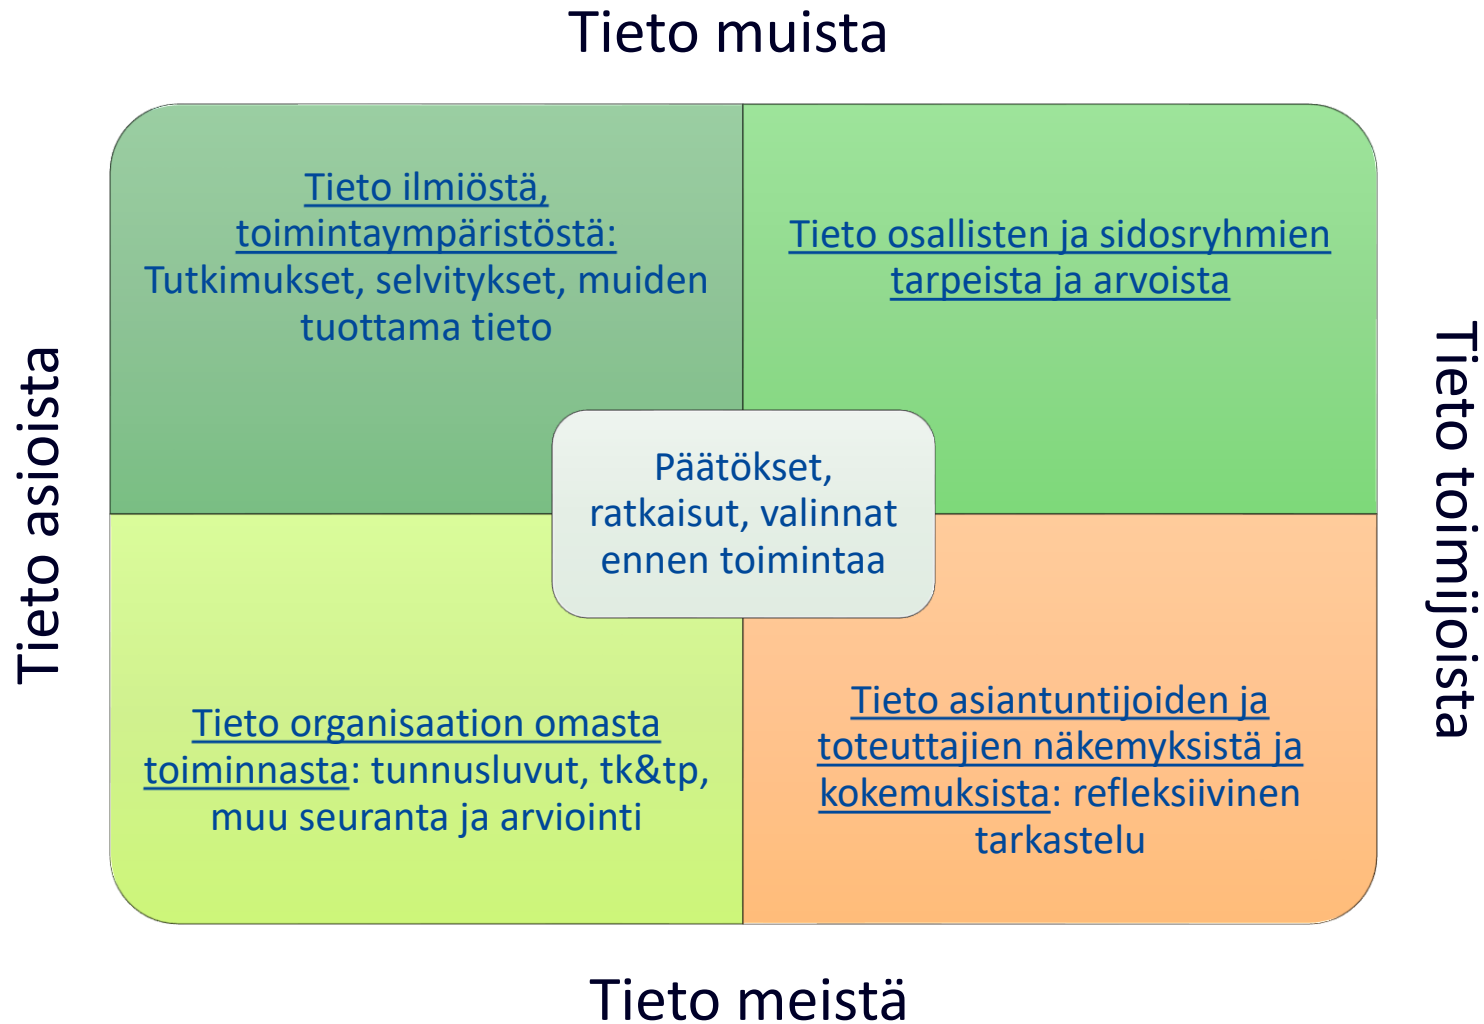 Tieto muista
Tieto ilmiöstä,
toimintaympäristöstä:
Tutkimukset, selvitykset, muiden
tuottama tieto
Tieto osallisten ja sidosryhmien
tarpeista ja arvoista
Tieto asioista
Tieto toimijoista
Päätökset,
ratkaisut, valinnat
ennen toimintaa
Tieto organisaation omasta
toiminnasta: tunnusluvut, tk&tp,
muu seuranta ja arviointi
Tieto asiantuntijoiden ja
toteuttajien näkemyksistä ja
kokemuksista: refleksiivinen
tarkastelu
Tieto meistä